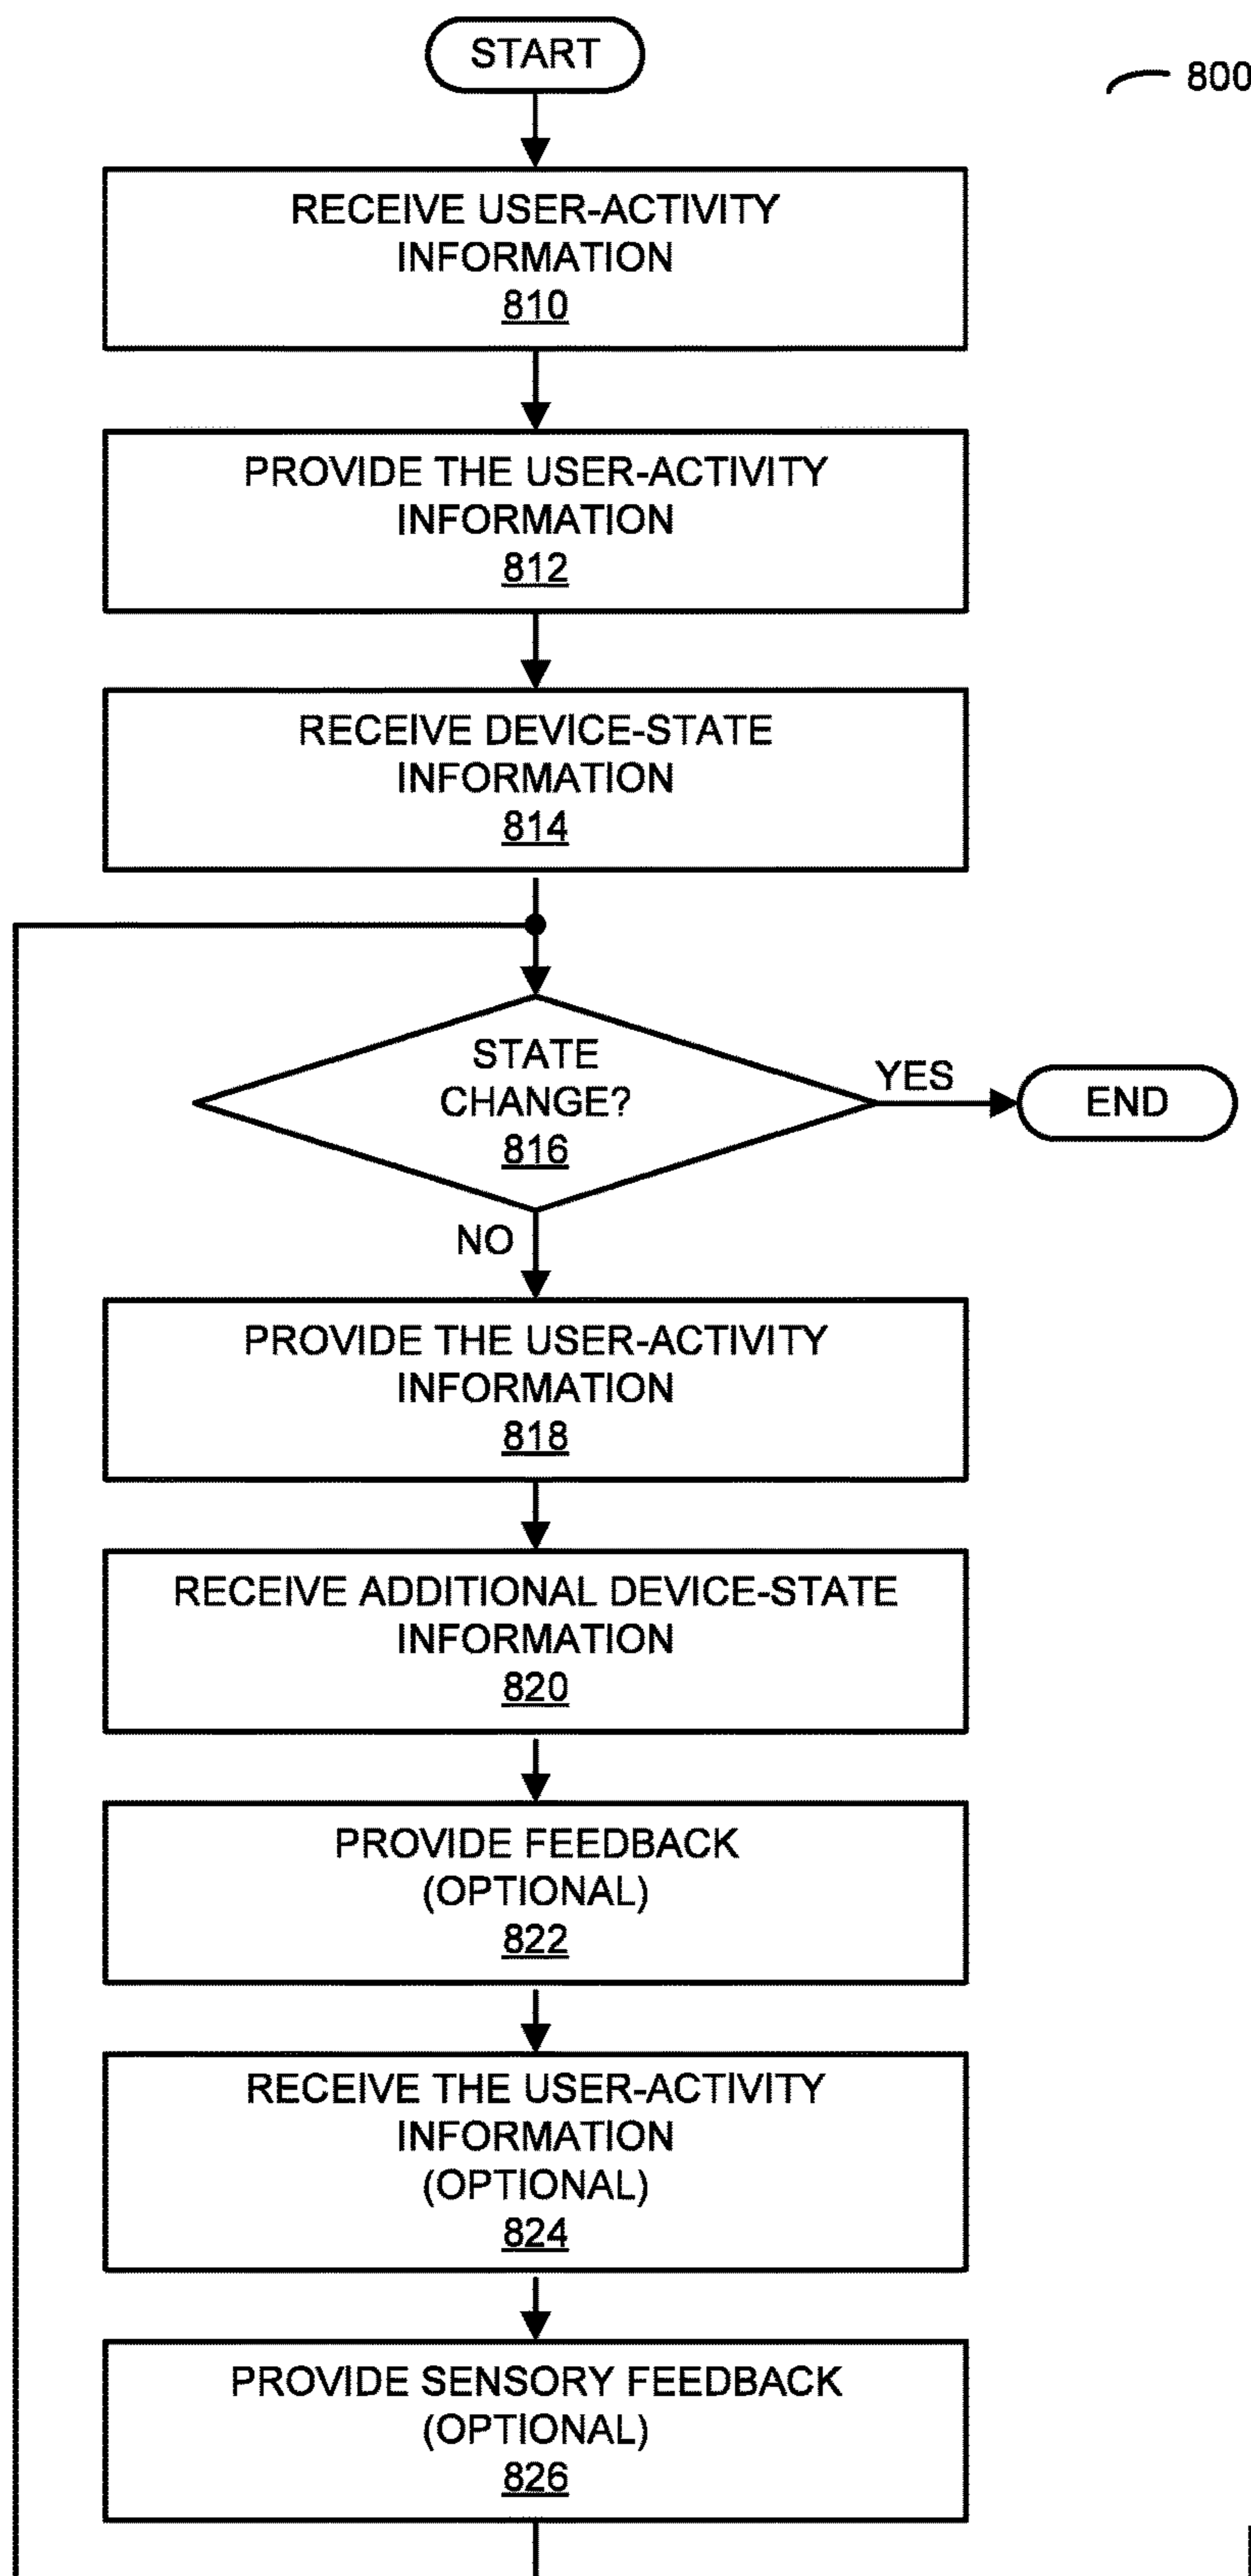 START
800
RECEIVE USER-ACTIVITY
INFORMATION
810
PROVIDE THE USER-ACTIVITY
INFORMATION
812
RECEIVE DEVICE-STATE
INFORMATION
814
STATE
CHANGE?
816
YES
END
NO
PROVIDE THE USER-ACTIVITY
INFORMATION
818
RECEIVE ADDITIONAL DEVICE-STATE
INFORMATION
820
PROVIDE FEEDBACK
(OPTIONAL)
822
RECEIVE THE USER-ACTIVITY
INFORMATION
(OPTIONAL)
824
PROVIDE SENSORY FEEDBACK
(OPTIONAL)
826